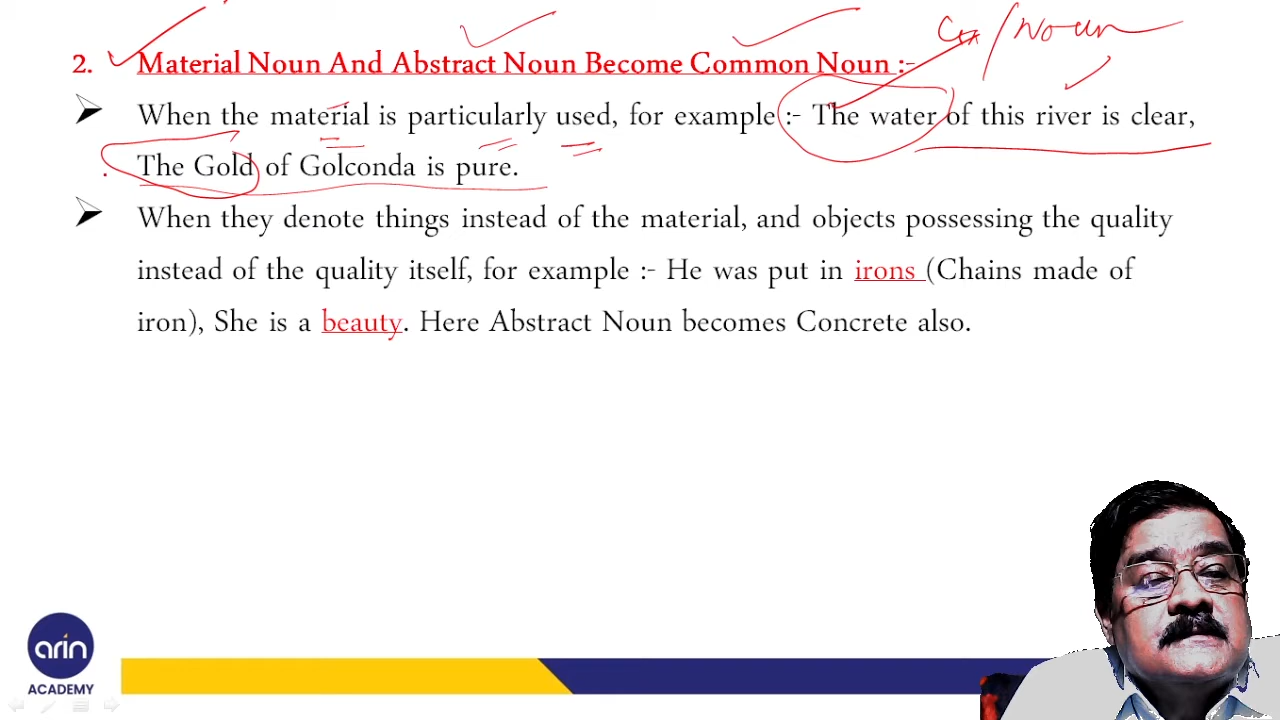 Noun
2. Material Noun And Abstract Noun Become Common Noun :-
➢ When the material is particularly used, for example :- The water of this river is clear,
The Gold of Golconda is pure.
➢ When they denote things instead of the material, and objects possessing the quality
instead of the quality itself, for example :- He was put in irons (Chains made of
iron), She is a beauty. Here Abstract Noun becomes Concrete also.
arin
ACADEMY